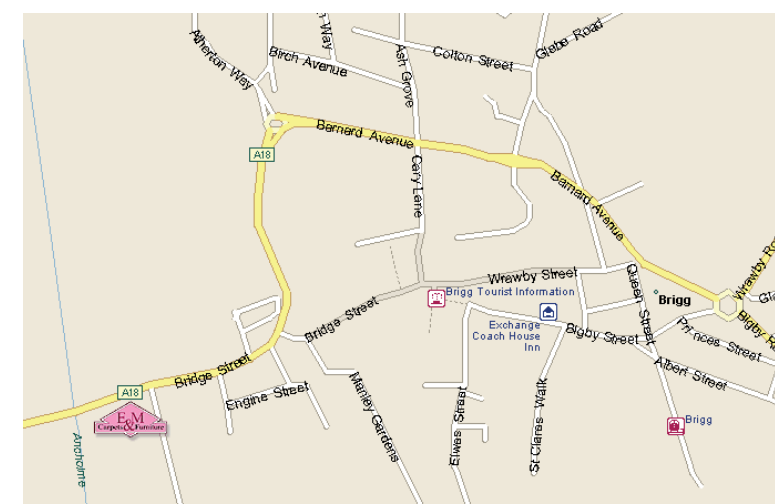 Atherton Way
Way
Birch Avenue
Ash Grove
Colton Street
Glebe Road
Barnard Avenue
A18
Cary Lane
Barnard Avenue
Wrawby Street
Queen Street
Wrawby Ro
Brigg Tourist Information
Brigg
Bridge Street
Exchange
Coach House
Inn
Bigby Street
Princes Street
Bigby R
Gl
Bridge Street
Albert Street
A18
Engine Street
Manley Gardens
Elwes Street
St Clares Walk
E&M
Carpets & Furniture
Brigg
Ancholme